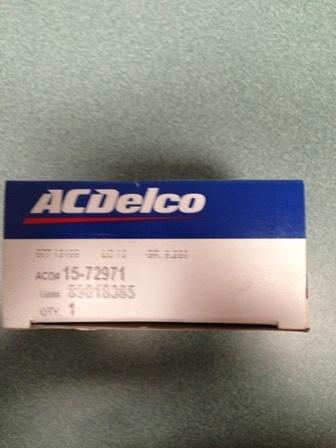 ACDelco
ACD# 15-72971
GM# 89018365
QTY. 1